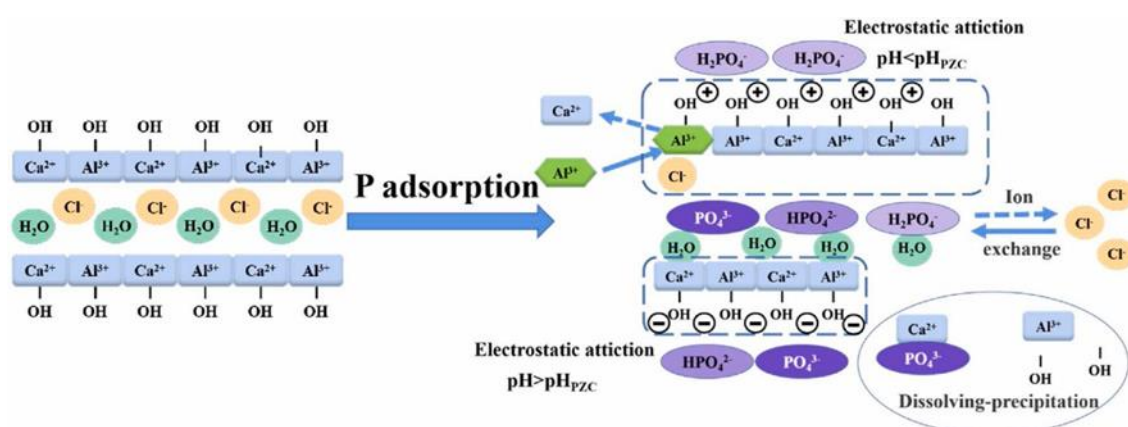 Electrostatic attiction
pH<pH_PZC
H₂PO₄⁻ H₂PO₄⁻
OH OH OH OH OH OH
Ca²⁺
Al³⁺ Al³⁺ Ca²⁺ Al³⁺ Ca²⁺ Al³⁺
Al³⁺
Cl⁻
OH OH OH OH OH OH
Ca²⁺ Al³⁺ Ca²⁺ Al³⁺ Ca²⁺ Al³⁺
Cl⁻ Cl⁻ Cl⁻ Cl⁻
H₂O H₂O H₂O H₂O
Ca²⁺ Al³⁺ Ca²⁺ Al³⁺ Ca²⁺ Al³⁺
OH OH OH OH OH OH
P adsorption
PO₄³⁻ HPO₄²⁻ H₂PO₄⁻
H₂O H₂O H₂O H₂O
Ion
exchange
Cl⁻
Cl⁻
Cl⁻
Ca²⁺ Al³⁺ Ca²⁺ Al³⁺
OH OH OH OH
Electrostatic attiction
pH>pH_PZC
HPO₄²⁻ PO₄³⁻
Ca²⁺ Al³⁺
PO₄³⁻
OH OH
Dissolving-precipitation